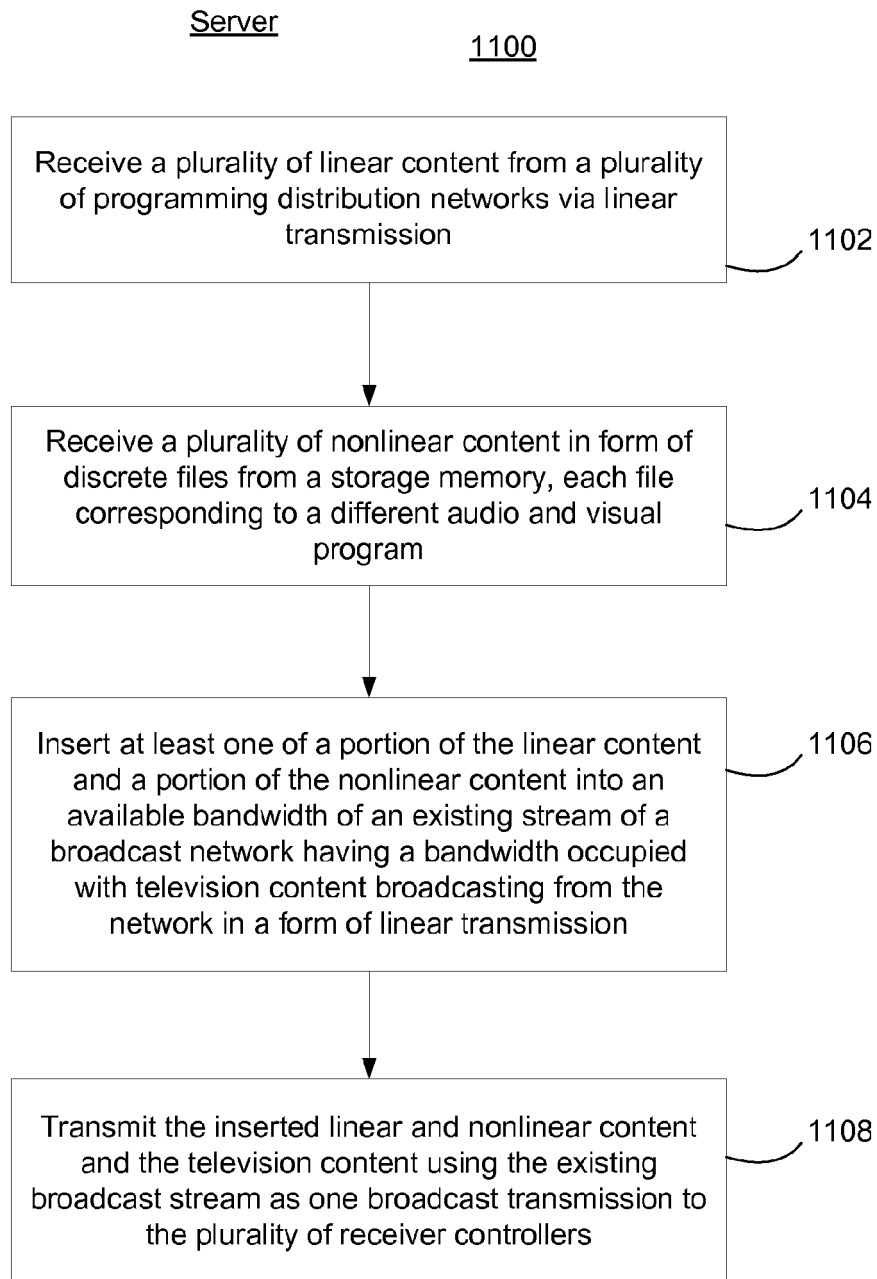 Server
1100
Receive a plurality of linear content from a plurality
of programming distribution networks via linear
transmission
1102
Receive a plurality of nonlinear content in form of
discrete files from a storage memory, each file
corresponding to a different audio and visual
program
1104
Insert at least one of a portion of the linear content
and a portion of the nonlinear content into an
available bandwidth of an existing stream of a
broadcast network having a bandwidth occupied
with television content broadcasting from the
network in a form of linear transmission
1106
Transmit the inserted linear and nonlinear content
and the television content using the existing
broadcast stream as one broadcast transmission to
the plurality of receiver controllers
1108